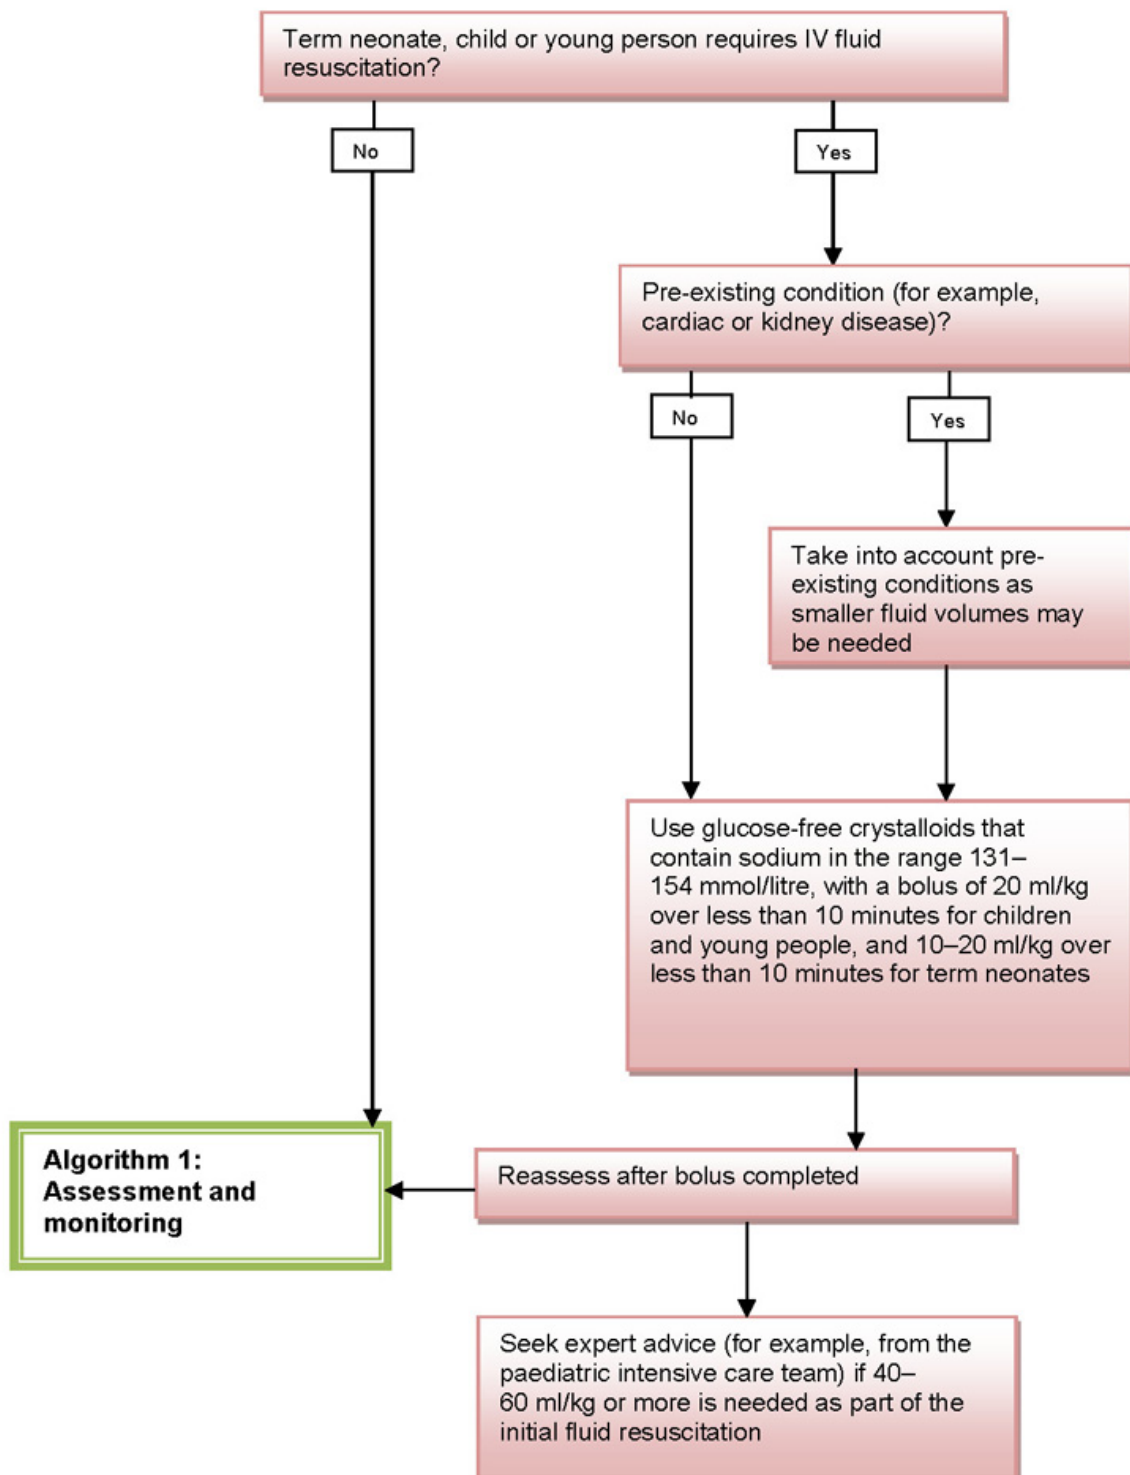 Term neonate, child or young person requires IV fluid
resuscitation?
No
Yes
Pre-existing condition (for example,
cardiac or kidney disease)?
No
Yes
Take into account pre-
existing conditions as
smaller fluid volumes may
be needed
Use glucose-free crystalloids that
contain sodium in the range 131–
154 mmol/litre, with a bolus of 20 ml/kg
over less than 10 minutes for children
and young people, and 10–20 ml/kg over
less than 10 minutes for term neonates
Algorithm 1:
Assessment and
monitoring
Reassess after bolus completed
Seek expert advice (for example, from the
paediatric intensive care team) if 40–
60 ml/kg or more is needed as part of the
initial fluid resuscitation